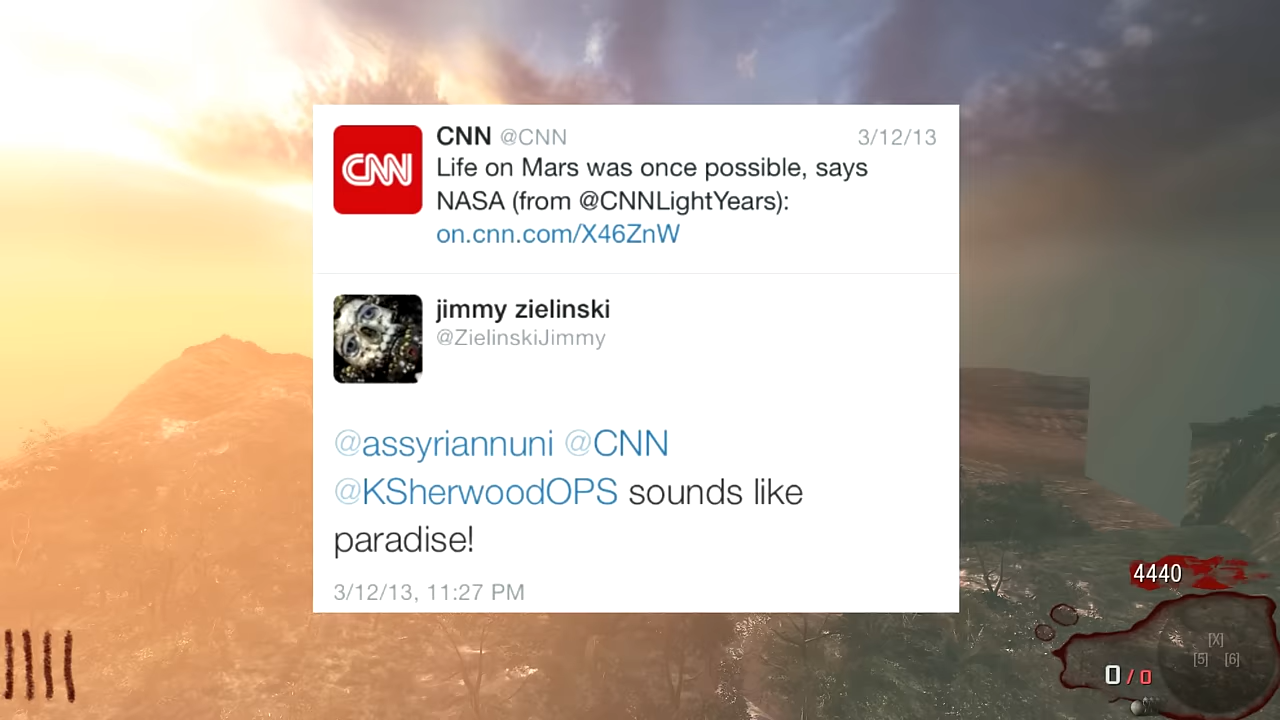 CNN @CNN 3/12/13
CNN
Life on Mars was once possible, says
NASA (from @CNNLightYears):
on.cnn.com/X46ZnW
jimmy zielinski
@ZielinskiJimmy
@assyriannuni @CNN
@KSherwoodOPS sounds like
paradise!
3/12/13, 11:27 PM
4440
[X]
[5] [6]
0 / 0